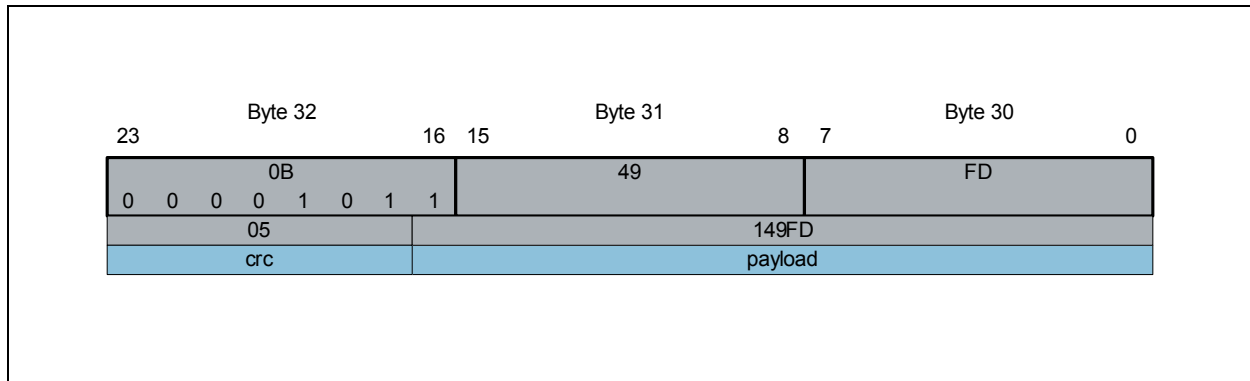 Byte 32 Byte 31 Byte 30
23 16 15 8 7 0
0B 49 FD
0 0 0 0 1 0 1 1
05 149FD
crc payload